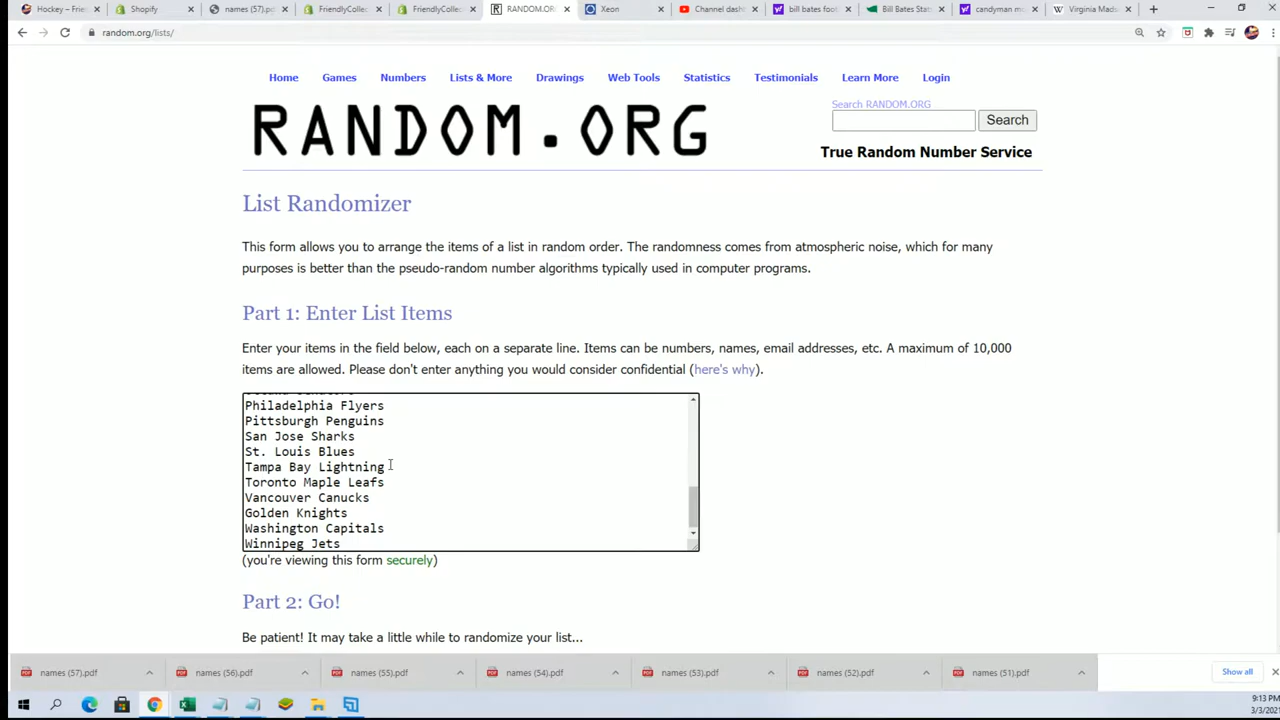 Hockey – Frie
Shopify
names (57).p
FriendlyCollec
FriendlyCollec
RANDOM.OR
Xeon
Channel dash
bill bates foot
Bill Bates Stat
candyman m
Virginia Mads
random.org/lists/
Home Games Numbers Lists & More Drawings Web Tools Statistics Testimonials Learn More Login
RANDOM.ORG
Search RANDOM.ORG
Search
True Random Number Service
List Randomizer
This form allows you to arrange the items of a list in random order. The randomness comes from atmospheric noise, which for many
purposes is better than the pseudo-random number algorithms typically used in computer programs.
Part 1: Enter List Items
Enter your items in the field below, each on a separate line. Items can be numbers, names, email addresses, etc. A maximum of 10,000
items are allowed. Please don't enter anything you would consider confidential (here's why).
Philadelphia Flyers
Pittsburgh Penguins
San Jose Sharks
St. Louis Blues
Tampa Bay Lightning
Toronto Maple Leafs
Vancouver Canucks
Golden Knights
Washington Capitals
Winnipeg Jets
(you're viewing this form securely)
Part 2: Go!
Be patient! It may take a little while to randomize your list...
names (57).pdf
names (56).pdf
names (55).pdf
names (54).pdf
names (53).pdf
names (52).pdf
names (51).pdf
Show all
9:13 PM
3/3/2021